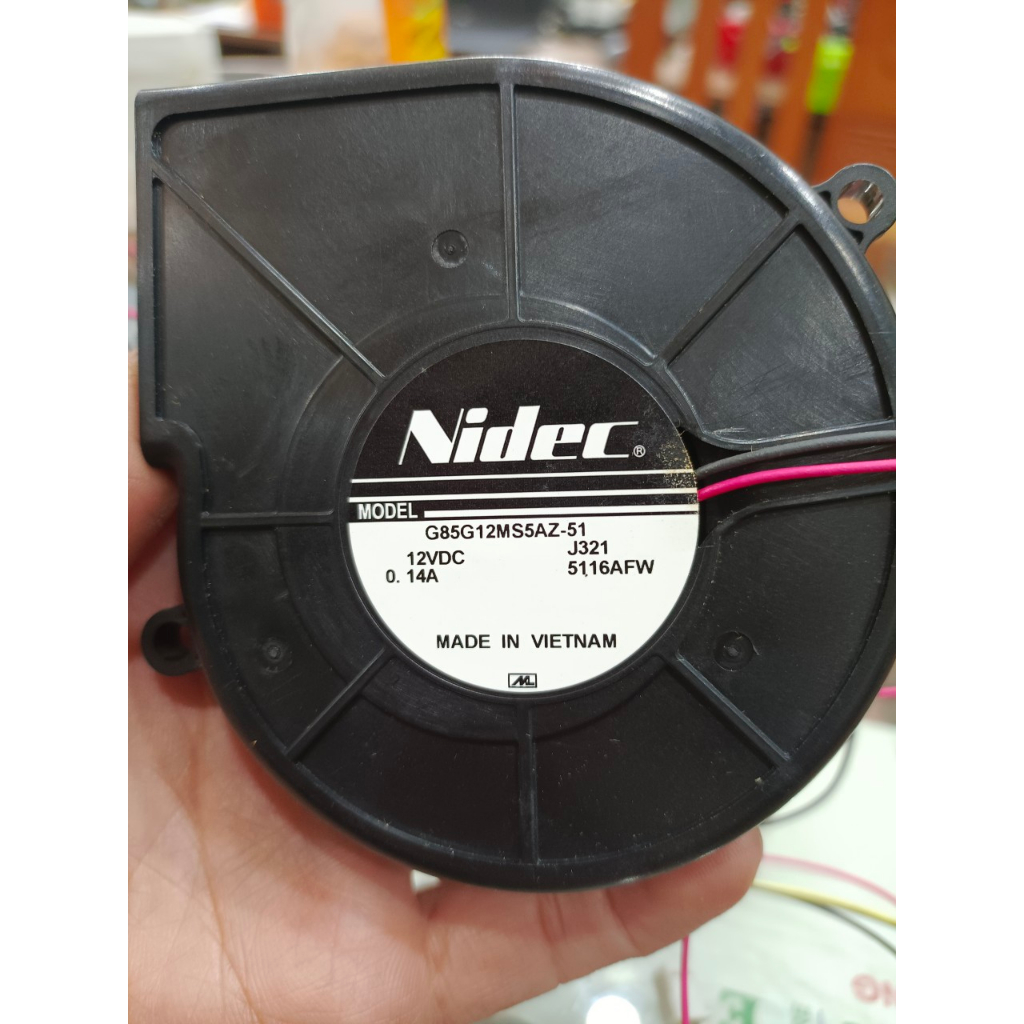 Nidec®
MODEL
G85G12MS5AZ-51
12VDC J321
0.14A 5116AFW
MADE IN VIETNAM